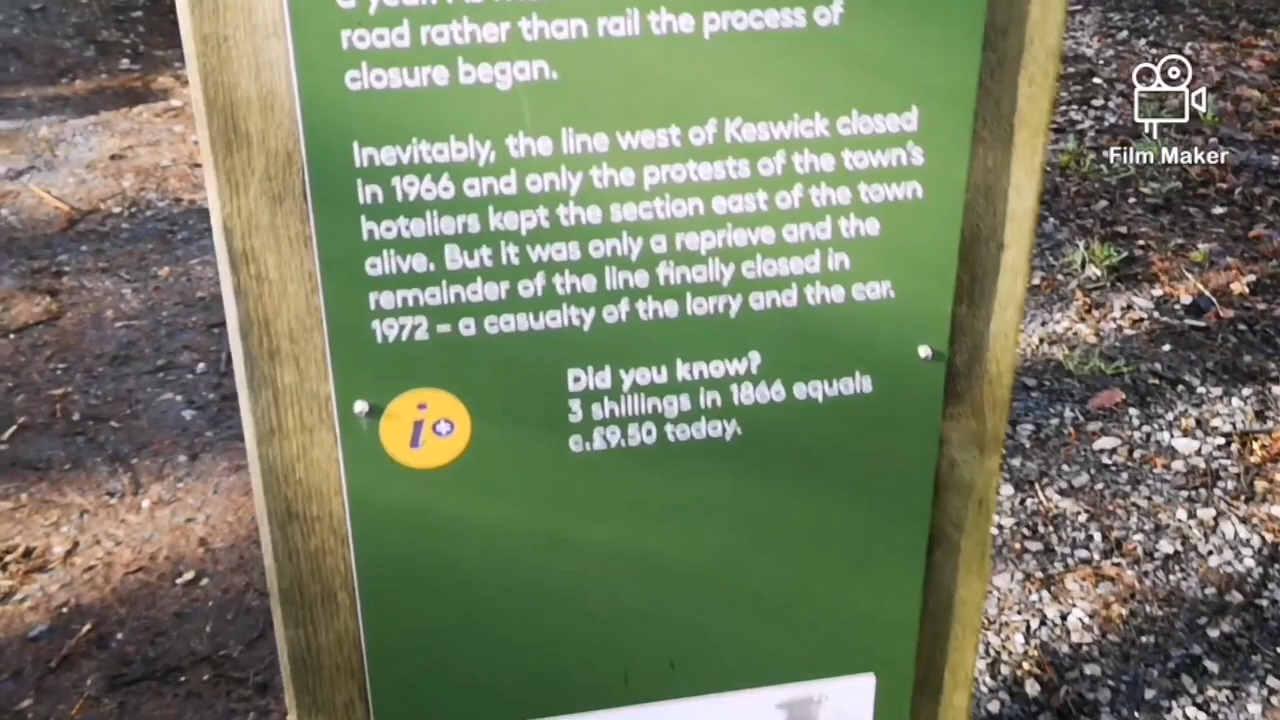 road rather than rail the process of
closure began.
Inevitably, the line west of Keswick closed
in 1966 and only the protests of the town's
hoteliers kept the section east of the town
alive. But it was only a reprieve and the
remainder of the line finally closed in
1972 – a casualty of the lorry and the car.
Did you know?
3 shillings in 1866 equals
c.£9.50 today.
i+
Film Maker